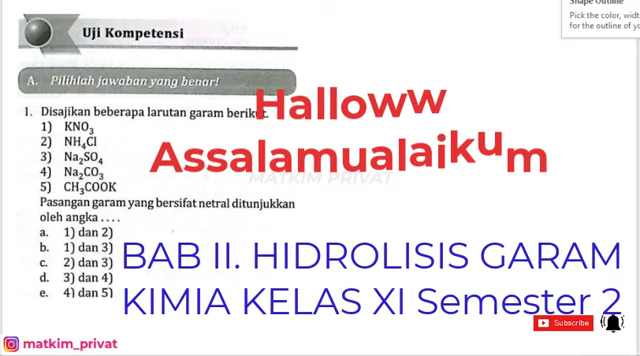 Shape Outline
Pick the color, widt
for the outline of yo
Uji Kompetensi
A. Pilihlah jawaban yang benar!
1. Disajikan beberapa larutan garam berikut.
1) KNO3
2) NH4Cl
3) Na2SO4
4) Na2CO3
5) CH3COOK
Pasangan garam yang bersifat netral ditunjukkan
oleh angka . . . .
a. 1) dan 2)
b. 1) dan 3)
c. 2) dan 3)
d. 3) dan 4)
e. 4) dan 5)
Halloww
Assalamualaikum
MATKIM PRIVAT
BAB II. HIDROLISIS GARAM
KIMIA KELAS XI Semester 2
Subscribe
matkim_privat